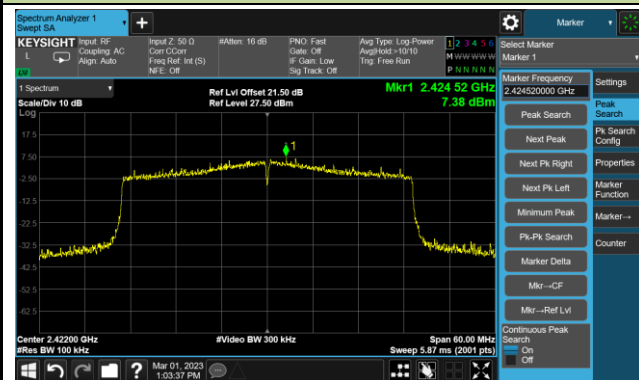 Spectrum Analyzer 1
Swept SA
Marker
KEYSIGHT
L
LXI
Input: RF
Coupling: AC
Align: Auto
Input Z: 50 Ω
Corr CCorr
Freq Ref: Int (S)
NFE: Off
#Atten: 16 dB
PNO: Fast
Gate: Off
IF Gain: Low
Sig Track: Off
Avg Type: Log-Power
Avg|Hold:>10/10
Trig: Free Run
1 2 3 4 5 6
M W W W W W
P N N N N N
Select Marker
Marker 1
1 Spectrum
Scale/Div 10 dB
Log
Ref Lvl Offset 21.50 dB
Ref Level 27.50 dBm
Mkr1 2.424 52 GHz
7.38 dBm
Marker Frequency
2.424520000 GHz
Settings
Peak Search
Peak
Search
Next Peak
Pk Search
Config
Next Pk Right
Properties
Next Pk Left
Marker
Function
Minimum Peak
Marker→
Pk-Pk Search
Counter
Marker Delta
Mkr→CF
Mkr→Ref Lvl
Continuous Peak
Search
On
Off
17.5
7.50
1
-2.50
-12.5
-22.5
-32.5
-42.5
-52.5
-62.5
Center 2.42200 GHz
#Res BW 100 kHz
#Video BW 300 kHz
Span 60.00 MHz
Sweep 5.87 ms (2001 pts)
?
Mar 01, 2023
1:03:37 PM